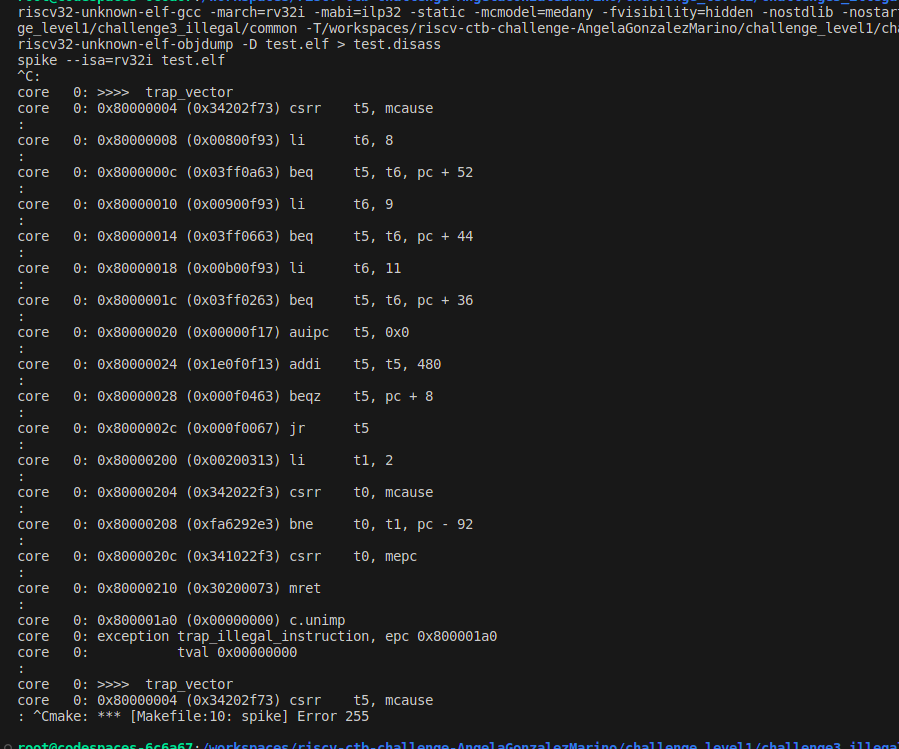 riscv32-unknown-elf-gcc -march=rv32i -mabi=ilp32 -static -mcmodel=medany -fvisibility=hidden -nostdlib -nostar
ge_level1/challenge3_illegal/common -T/workspaces/riscv-ctb-challenge-AngelaGonzalezMarino/challenge_level1/cha
riscv32-unknown-elf-objdump -D test.elf > test.disass
spike --isa=rv32i test.elf
^C:
core   0: >>>>  trap_vector
core   0: 0x80000004 (0x34202f73) csrr    t5, mcause
:
core   0: 0x80000008 (0x00800f93) li      t6, 8
:
core   0: 0x8000000c (0x03ff0a63) beq     t5, t6, pc + 52
:
core   0: 0x80000010 (0x00900f93) li      t6, 9
:
core   0: 0x80000014 (0x03ff0663) beq     t5, t6, pc + 44
:
core   0: 0x80000018 (0x00b00f93) li      t6, 11
:
core   0: 0x8000001c (0x03ff0263) beq     t5, t6, pc + 36
:
core   0: 0x80000020 (0x00000f17) auipc   t5, 0x0
:
core   0: 0x80000024 (0x1e0f0f13) addi    t5, t5, 480
:
core   0: 0x80000028 (0x000f0463) beqz    t5, pc + 8
:
core   0: 0x8000002c (0x000f0067) jr      t5
:
core   0: 0x80000200 (0x00200313) li      t1, 2
:
core   0: 0x80000204 (0x342022f3) csrr    t0, mcause
:
core   0: 0x80000208 (0xfa6292e3) bne     t0, t1, pc - 92
:
core   0: 0x8000020c (0x341022f3) csrr    t0, mepc
:
core   0: 0x80000210 (0x30200073) mret
:
core   0: 0x800001a0 (0x00000000) c.unimp
core   0: exception trap_illegal_instruction, epc 0x800001a0
core   0:           tval 0x00000000
:
core   0: >>>>  trap_vector
core   0: 0x80000004 (0x34202f73) csrr    t5, mcause
: ^Cmake: *** [Makefile:10: spike] Error 255
root@codespaces-6c6a67:/workspaces/riscv-ctb-challenge-AngelaGonzalezMarino/challenge_level1/challenge3_illega